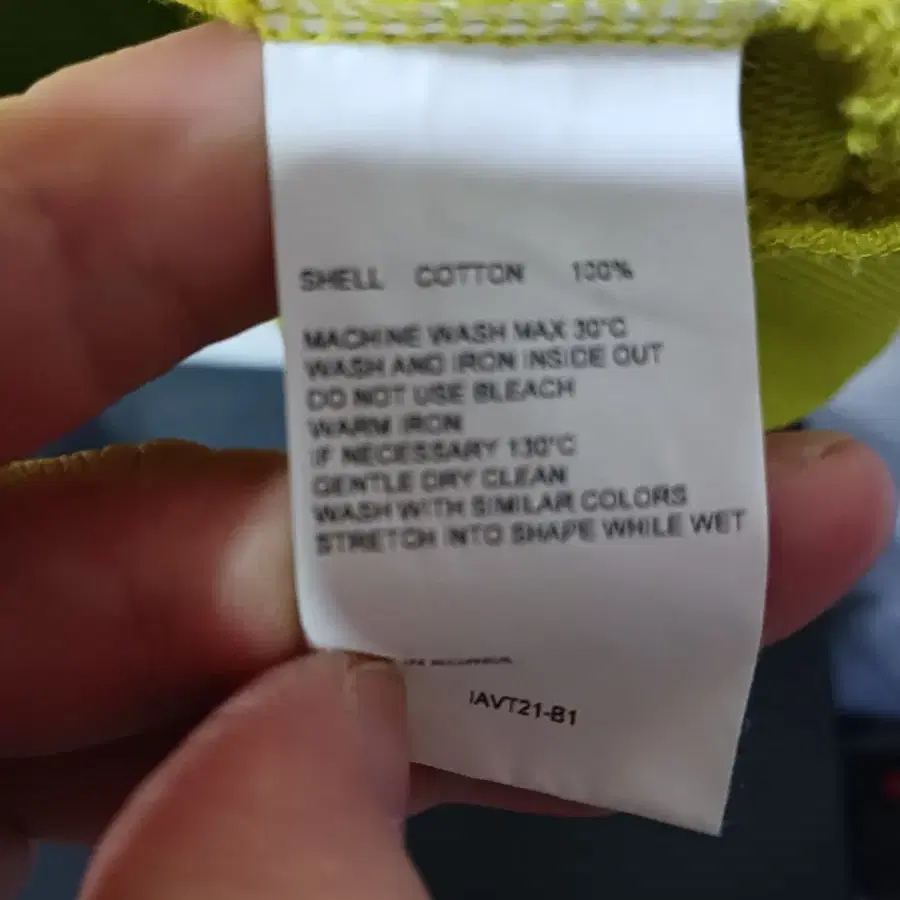 SHELL COTTON 100%
MACHINE WASH MAX 30°C
WASH AND IRON INSIDE OUT
DO NOT USE BLEACH
WARM IRON
IF NECESSARY 130°C
GENTLE DRY CLEAN
WASH WITH SIMILAR COLORS
STRETCH INTO SHAPE WHILE WET
IAVT21-B1